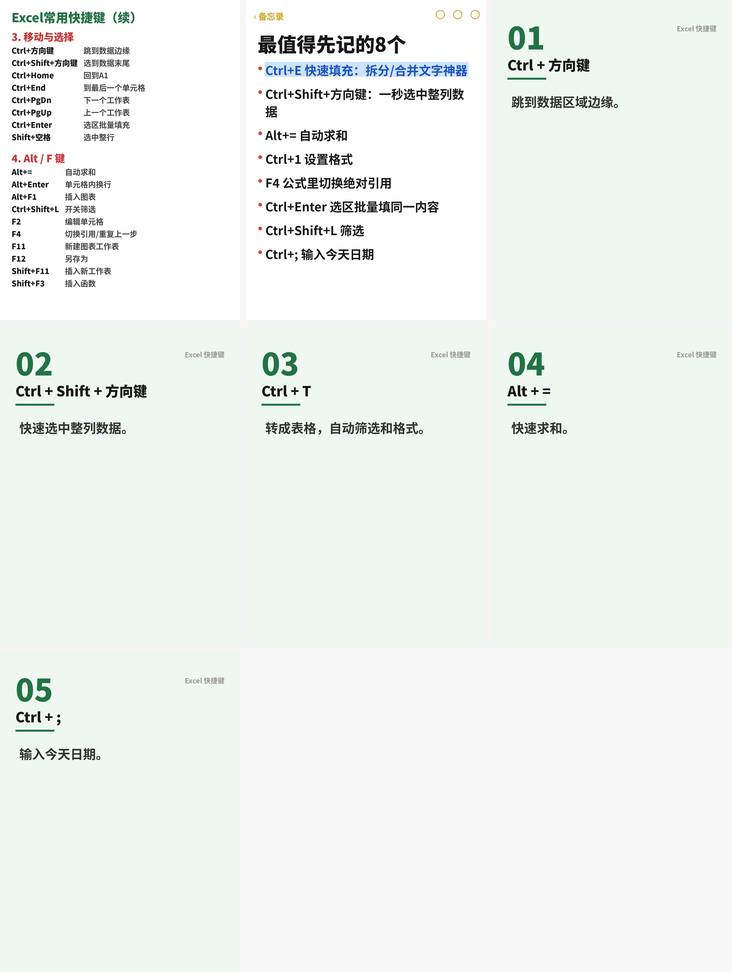 Excel常用快捷键（续）
3. 移动与选择
Ctrl+方向键 跳到数据边缘
Ctrl+Shift+方向键 选到数据末尾
Ctrl+Home 回到A1
Ctrl+End 到最后一个单元格
Ctrl+PgDn 下一个工作表
Ctrl+PgUp 上一个工作表
Ctrl+Enter 选区批量填充
Shift+空格 选中整行
4. Alt / F 键
Alt+= 自动求和
Alt+Enter 单元格内换行
Alt+F1 插入图表
Ctrl+Shift+L 开关筛选
F2 编辑单元格
F4 切换引用/重复上一步
F11 新建图表工作表
F12 另存为
Shift+F11 插入新工作表
Shift+F3 插入函数
‹ 备忘录
最值得先记的8个
• Ctrl+E 快速填充：拆分/合并文字神器
• Ctrl+Shift+方向键：一秒选中整列数
据
• Alt+= 自动求和
• Ctrl+1 设置格式
• F4 公式里切换绝对引用
• Ctrl+Enter 选区批量填同一内容
• Ctrl+Shift+L 筛选
• Ctrl+; 输入今天日期
01
Excel 快捷键
Ctrl + 方向键
跳到数据区域边缘。
02
Excel 快捷键
Ctrl + Shift + 方向键
快速选中整列数据。
03
Excel 快捷键
Ctrl + T
转成表格，自动筛选和格式。
04
Excel 快捷键
Alt + =
快速求和。
05
Excel 快捷键
Ctrl + ;
输入今天日期。